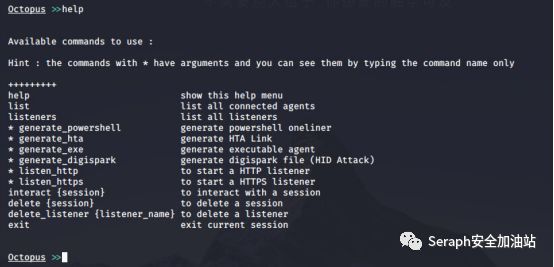 Octopus >>help
Available commands to use :
Hint : the commands with * have arguments and you can see them by typing the command name only
+++++++++
help show this help menu
list list all connected agents
listeners list all listeners
* generate_powershell generate powershell oneliner
* generate_hta generate HTA Link
* generate_exe generate executable agent
* generate_digispark generate digispark file (HID Attack)
* listen_http to start a HTTP listener
* listen_https to start a HTTPS listener
interact {session} to interact with a session
delete {session} to delete a session
delete_listener {listener_name} to delete a listener
exit exit current session
Octopus >>
Seraph安全加油站